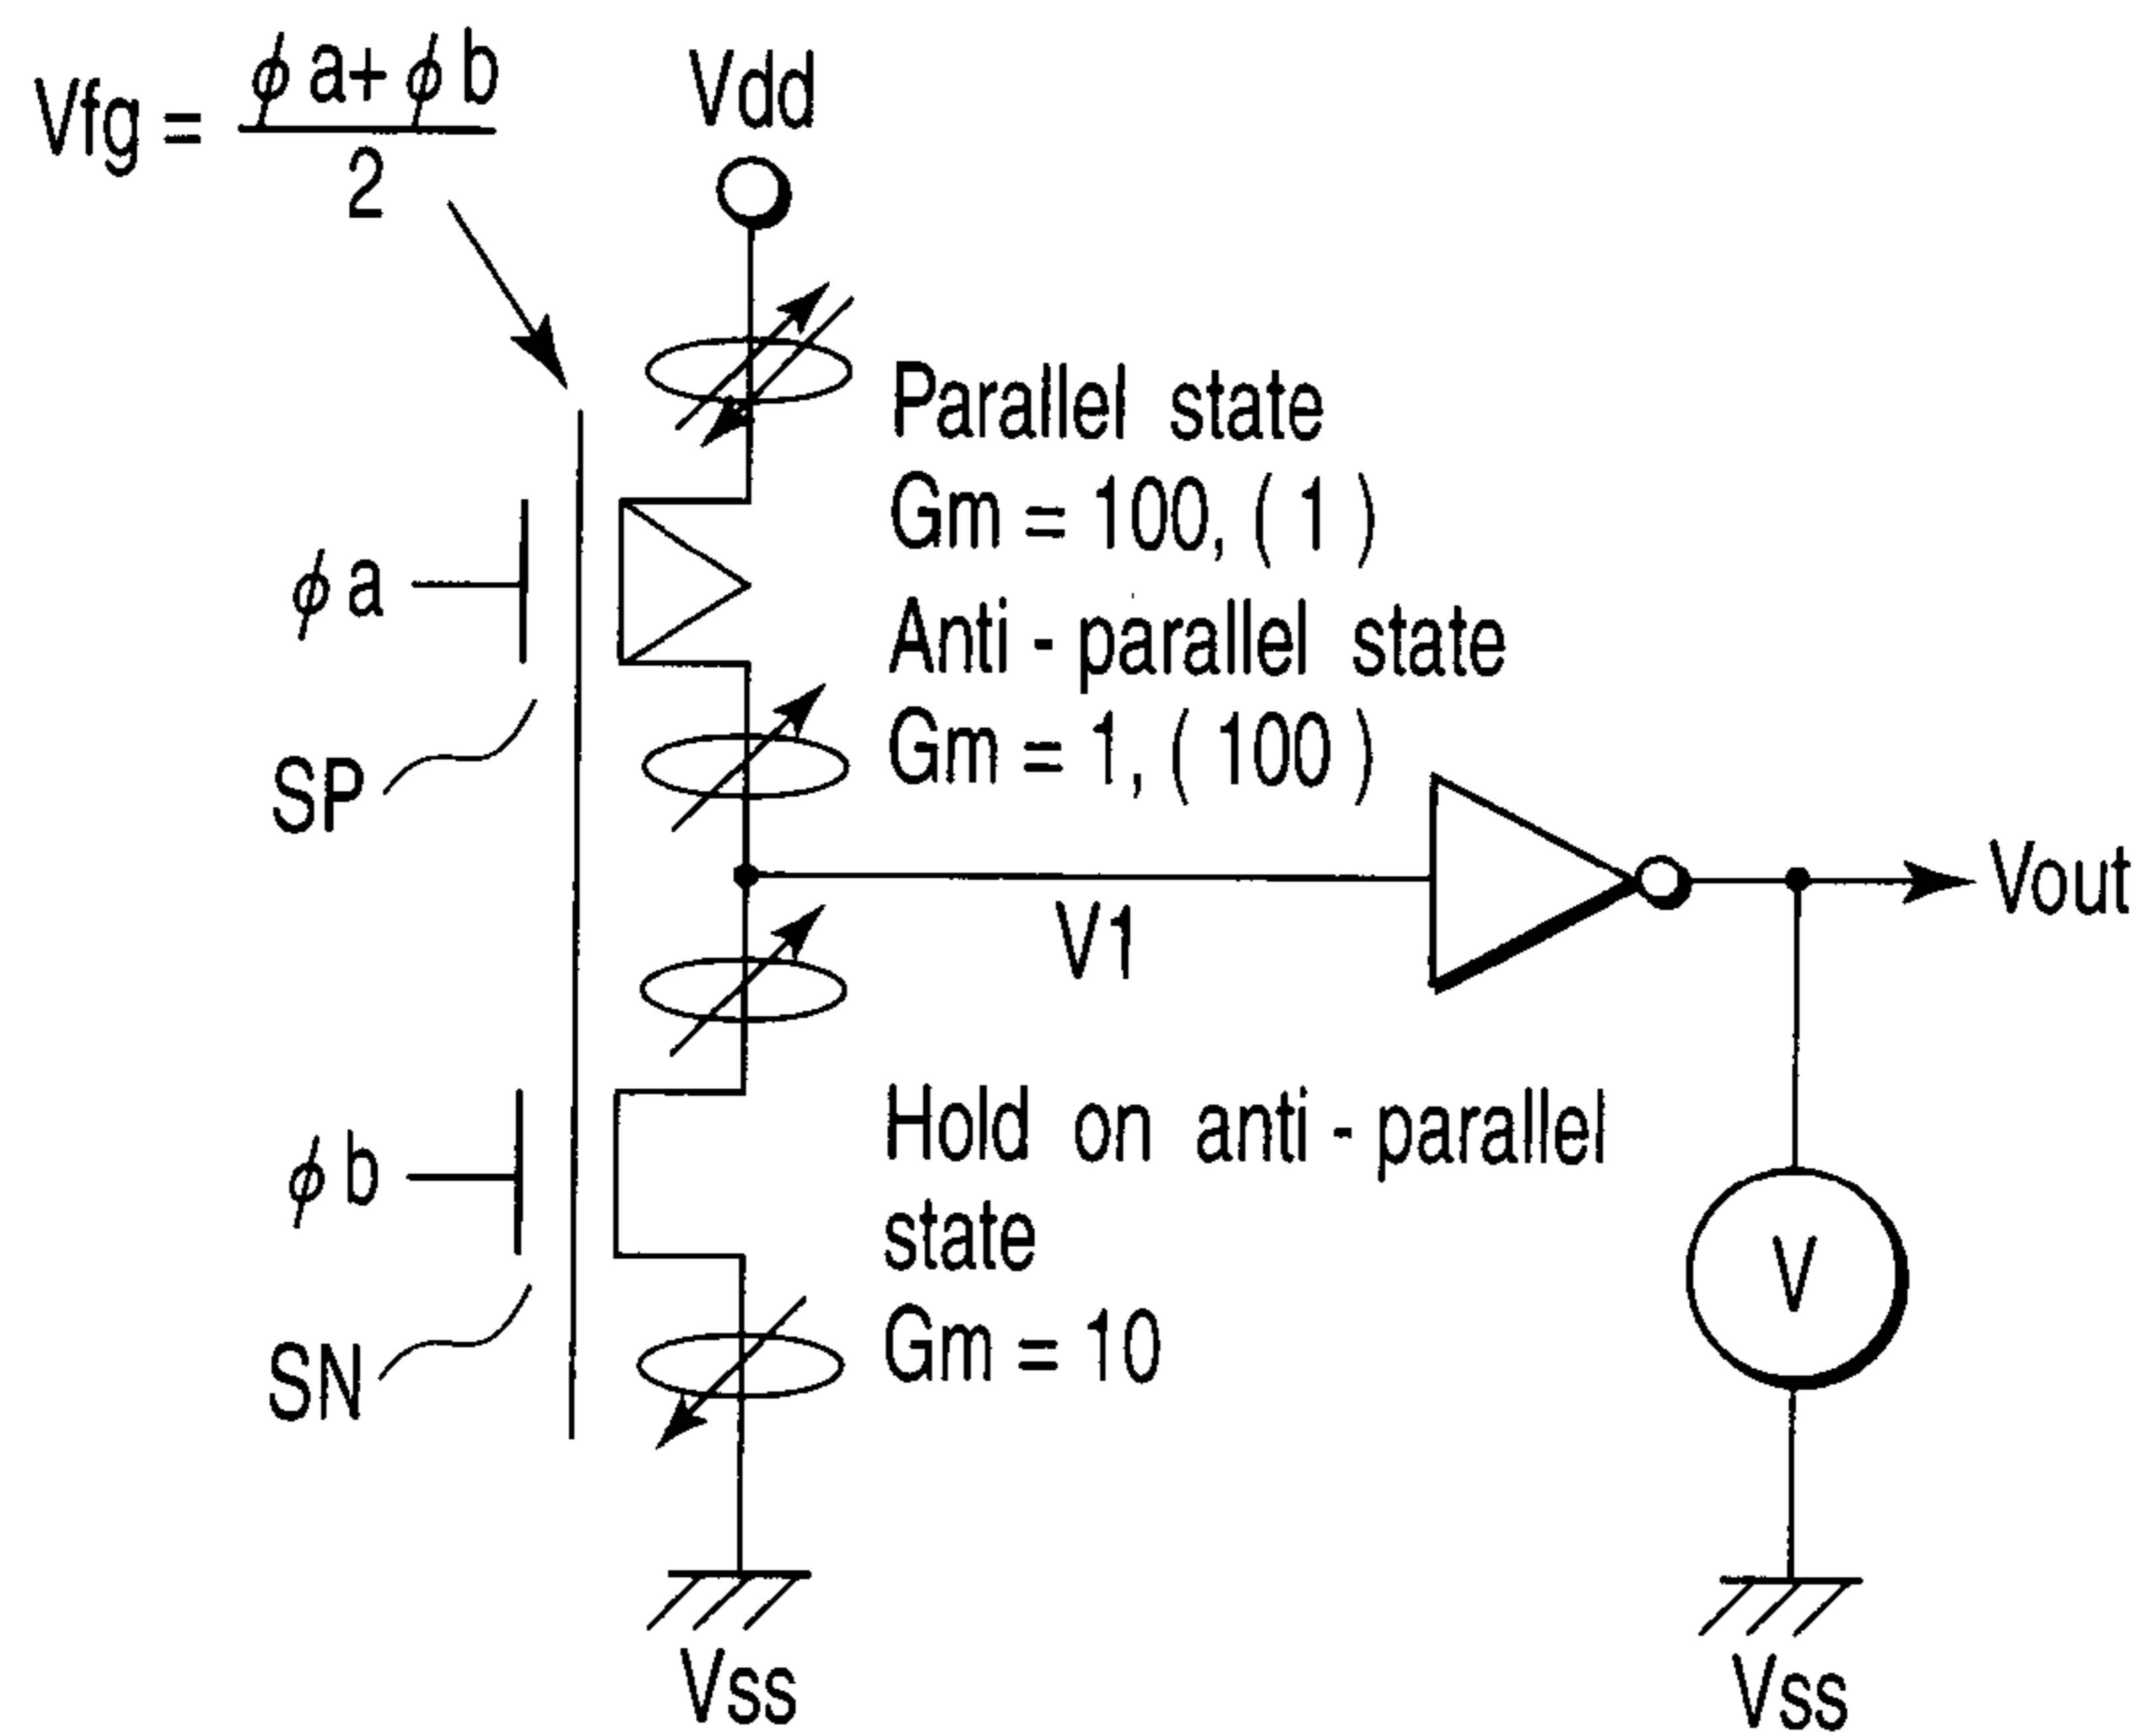 Vfg = ϕa+ϕb
2
Vdd
Parallel state
Gm = 100, ( 1 )
ϕa
Anti - parallel state
Gm = 1, ( 100 )
SP
V1
Vout
Hold on anti - parallel
state
ϕb
Gm = 10
V
SN
Vss
Vss